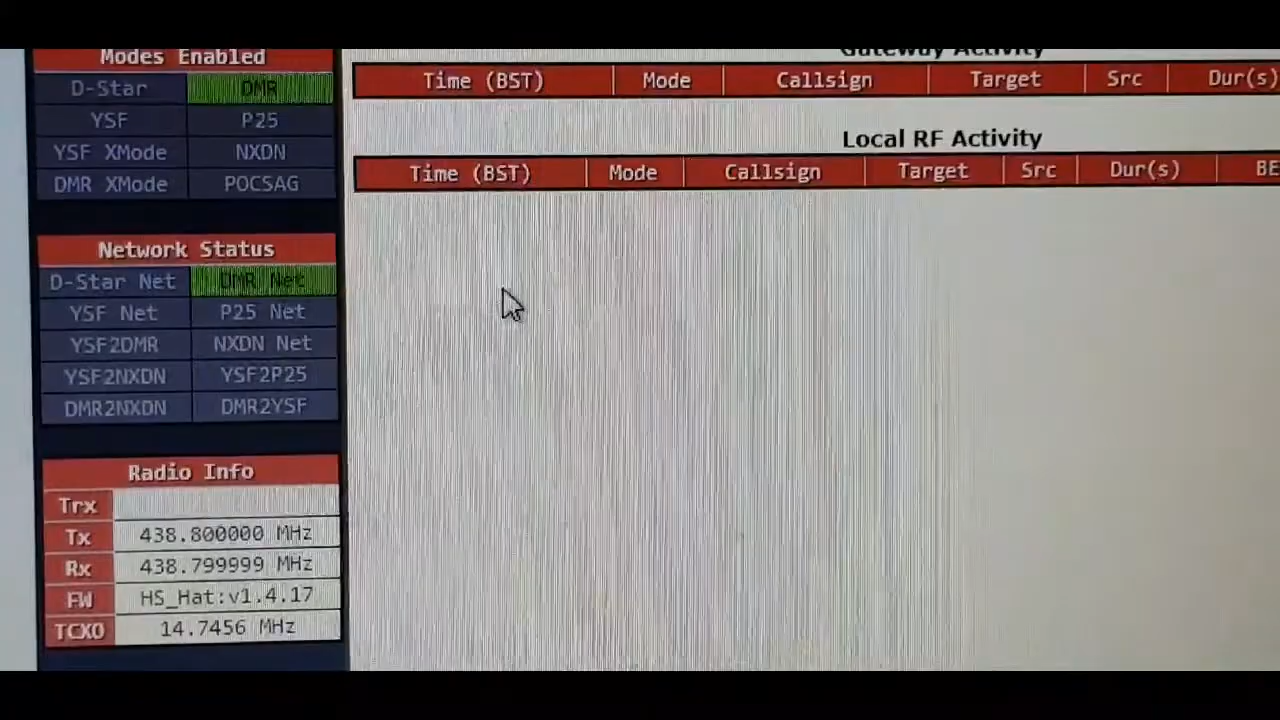 Modes Enabled
D-Star DMR
YSF P25
YSF XMode NXDN
DMR XMode POCSAG
Network Status
D-Star Net DMR Net
YSF Net P25 Net
YSF2DMR NXDN Net
YSF2NXDN YSF2P25
DMR2NXDN DMR2YSF
Radio Info
Trx
Tx 438.800000 MHz
Rx 438.799999 MHz
FW HS_Hat:v1.4.17
TCXO 14.7456 MHz
Gateway Activity
Time (BST) Mode Callsign Target Src Dur(s)
Local RF Activity
Time (BST) Mode Callsign Target Src Dur(s) BE